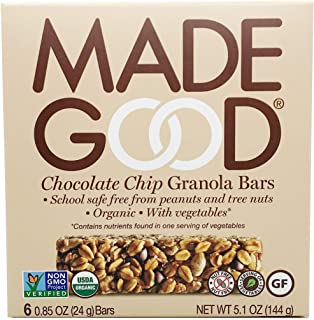 MADE
GOOD®
Chocolate Chip Granola Bars
• School safe free from peanuts and tree nuts
• Organic • With vegetables*
*Contains nutrients found in one serving of vegetables
NON
GMO
Project
VERIFIED
USDA
ORGANIC
GF
6 0.85 OZ (24 g) Bars
NET WT 5.1 OZ (144 g)